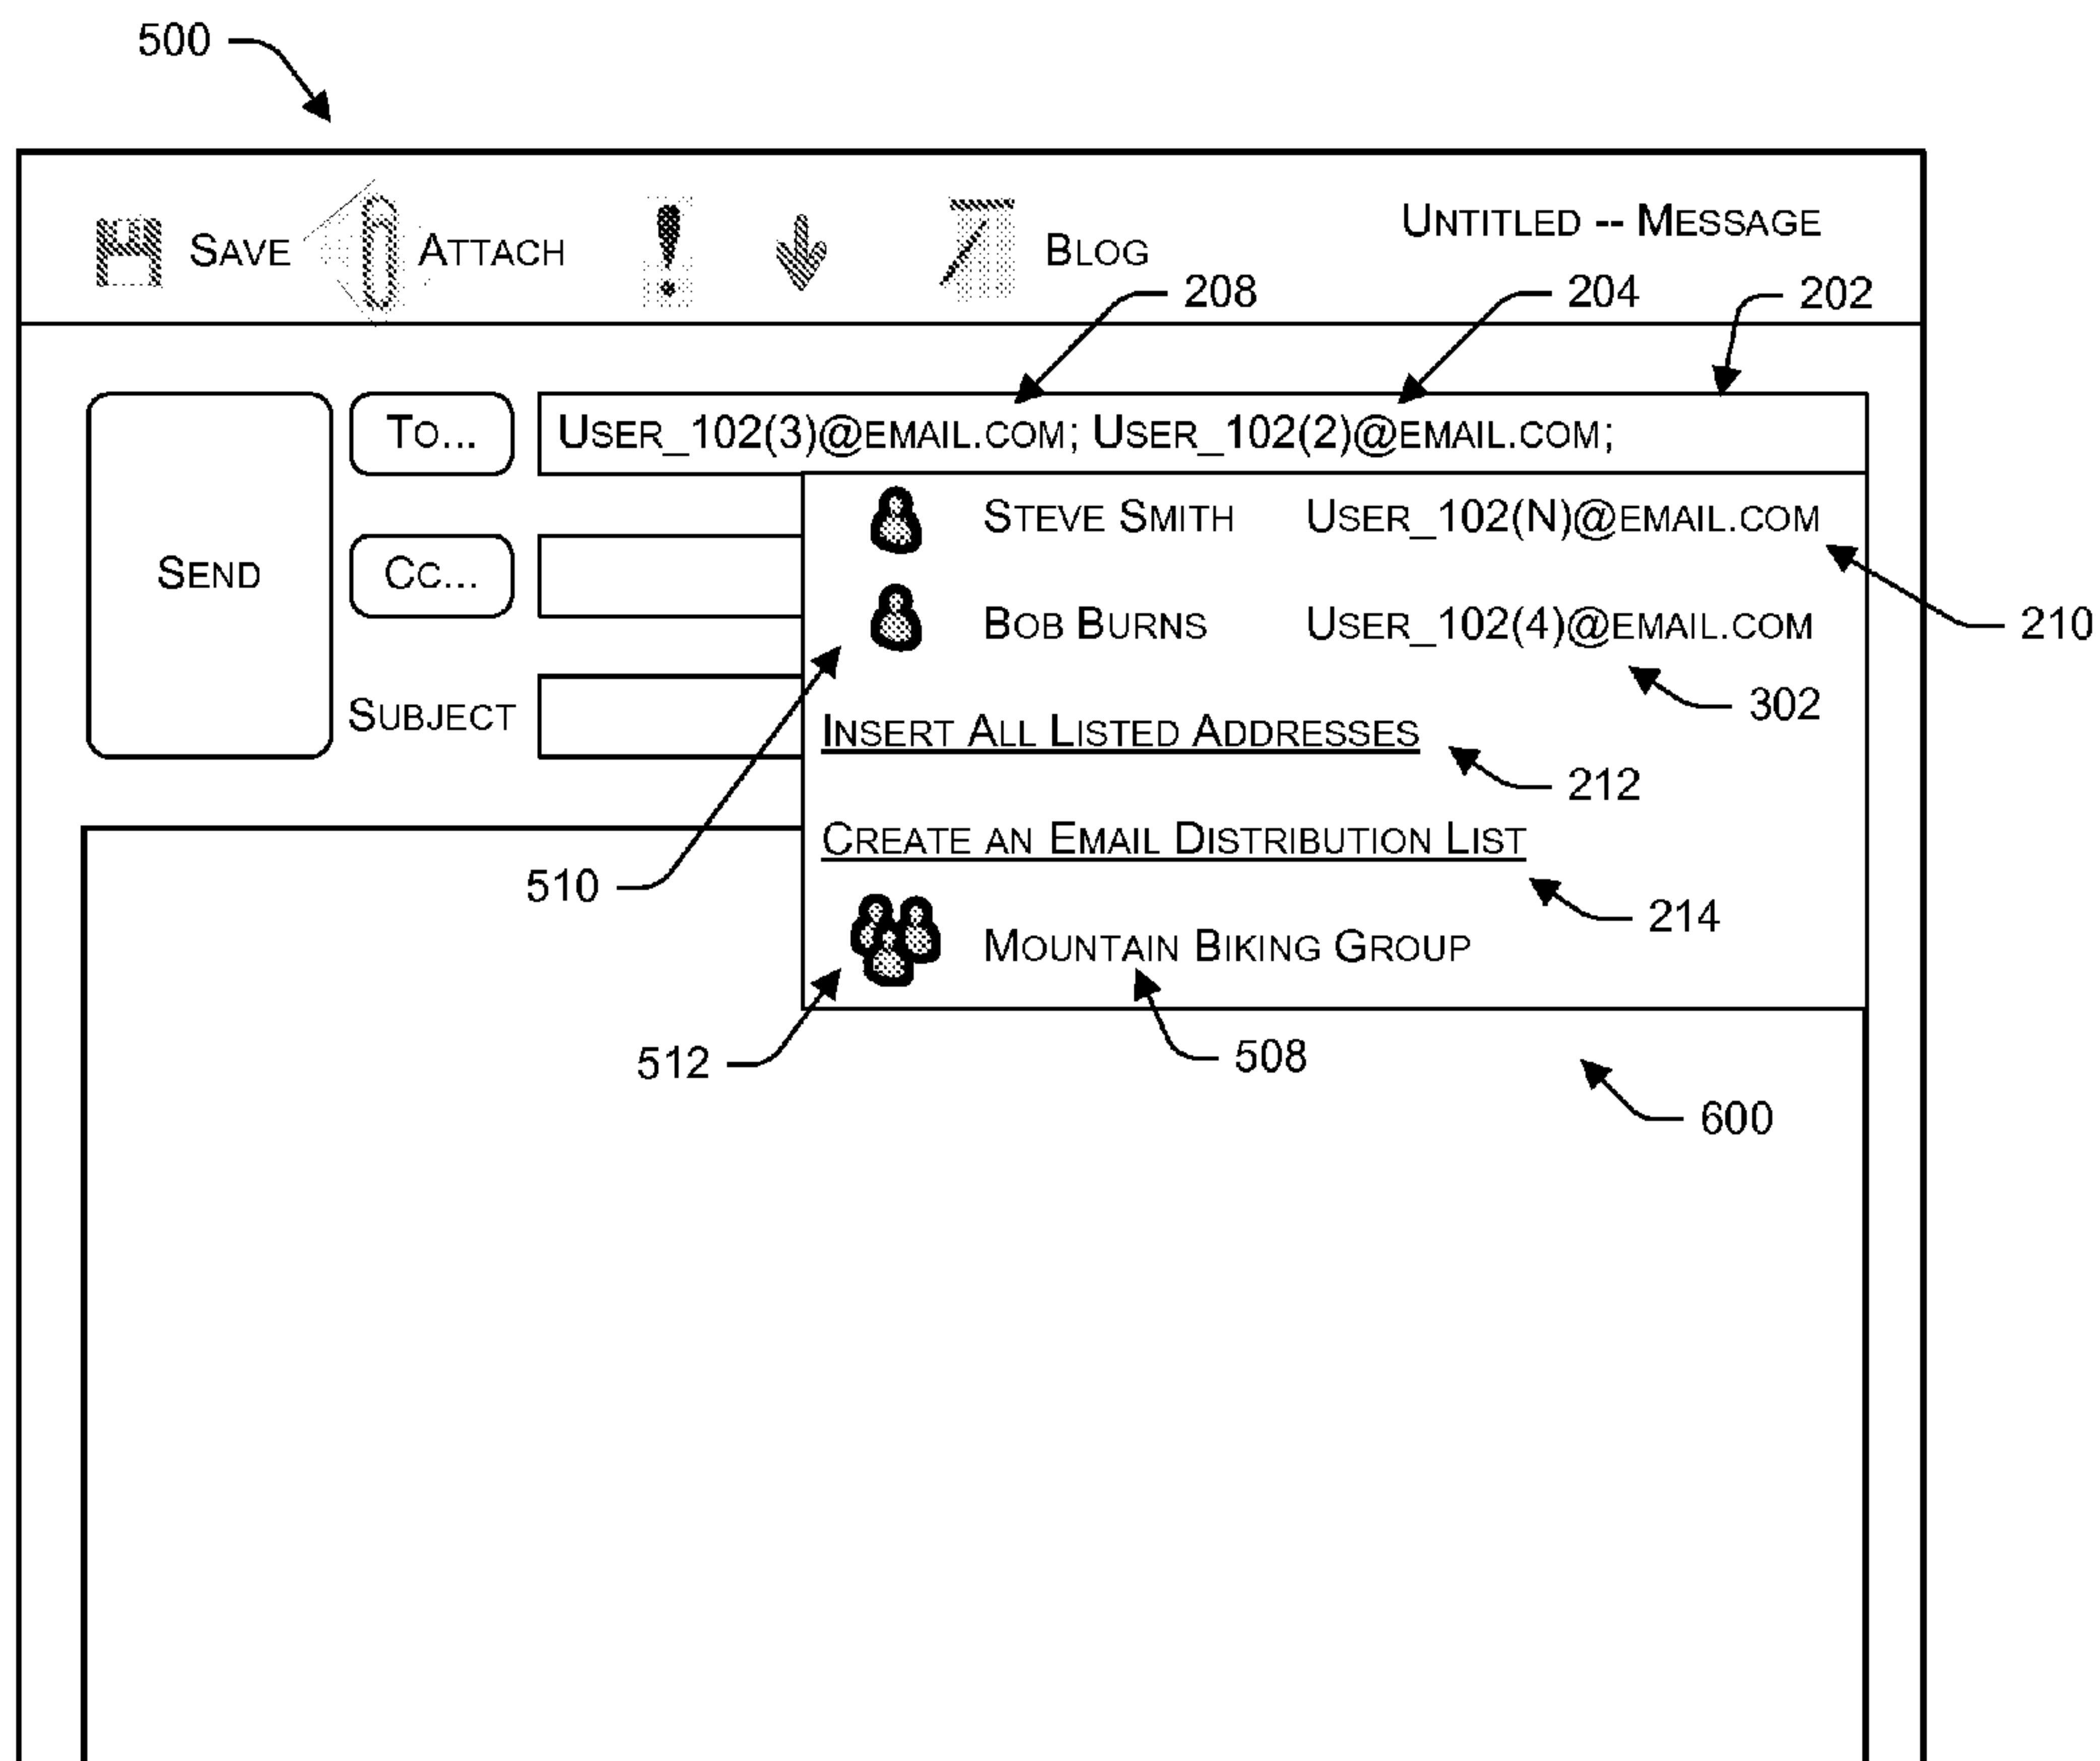 500
UNTITLED -- MESSAGE
SAVE ATTACH BLOG
208 204 202
TO... USER_102(3)@EMAIL.COM; USER_102(2)@EMAIL.COM;
STEVE SMITH USER_102(N)@EMAIL.COM
SEND CC...
BOB BURNS USER_102(4)@EMAIL.COM
210
302
SUBJECT INSERT ALL LISTED ADDRESSES
212
CREATE AN EMAIL DISTRIBUTION LIST
510
214
MOUNTAIN BIKING GROUP
512 508
600